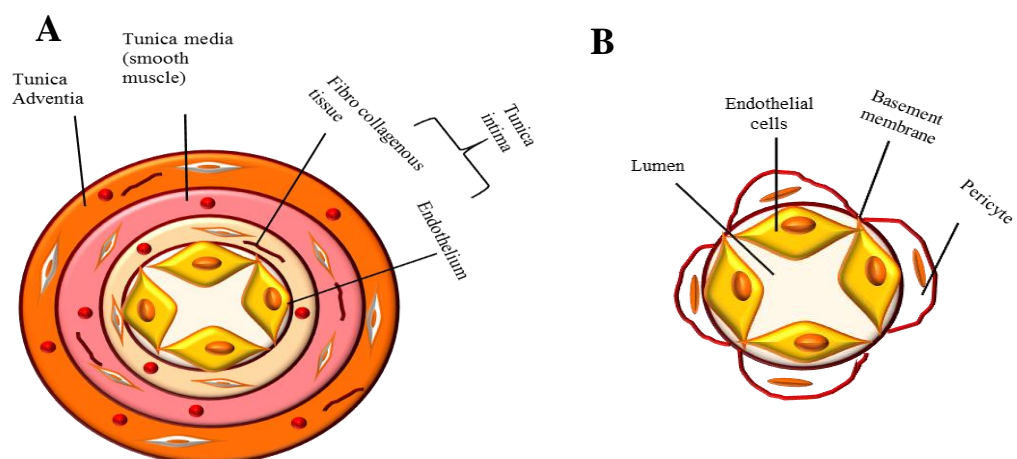 A
Tunica media
(smooth
muscle)
Tunica
Adventia
Fibro collagenous
tissue
Tunica
intima
Endothelium
B
Endothelial
cells
Basement
membrane
Lumen
Pericyte